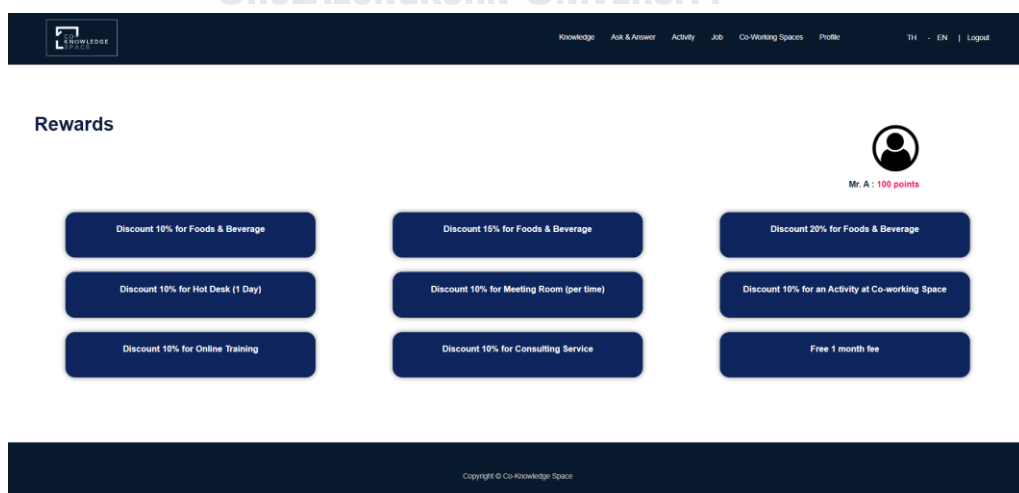 CHULALONGKORN UNIVERSITY
CO
KNOWLEDGE
SPACE
Knowledge Ask & Answer Activity Job Co-Working Spaces Profile TH - EN | Logout
Rewards
Mr. A : 100 points
Discount 10% for Foods & Beverage
Discount 15% for Foods & Beverage
Discount 20% for Foods & Beverage
Discount 10% for Hot Desk (1 Day)
Discount 10% for Meeting Room (per time)
Discount 10% for an Activity at Co-working Space
Discount 10% for Online Training
Discount 10% for Consulting Service
Free 1 month fee
Copyright © Co-Knowledge Space